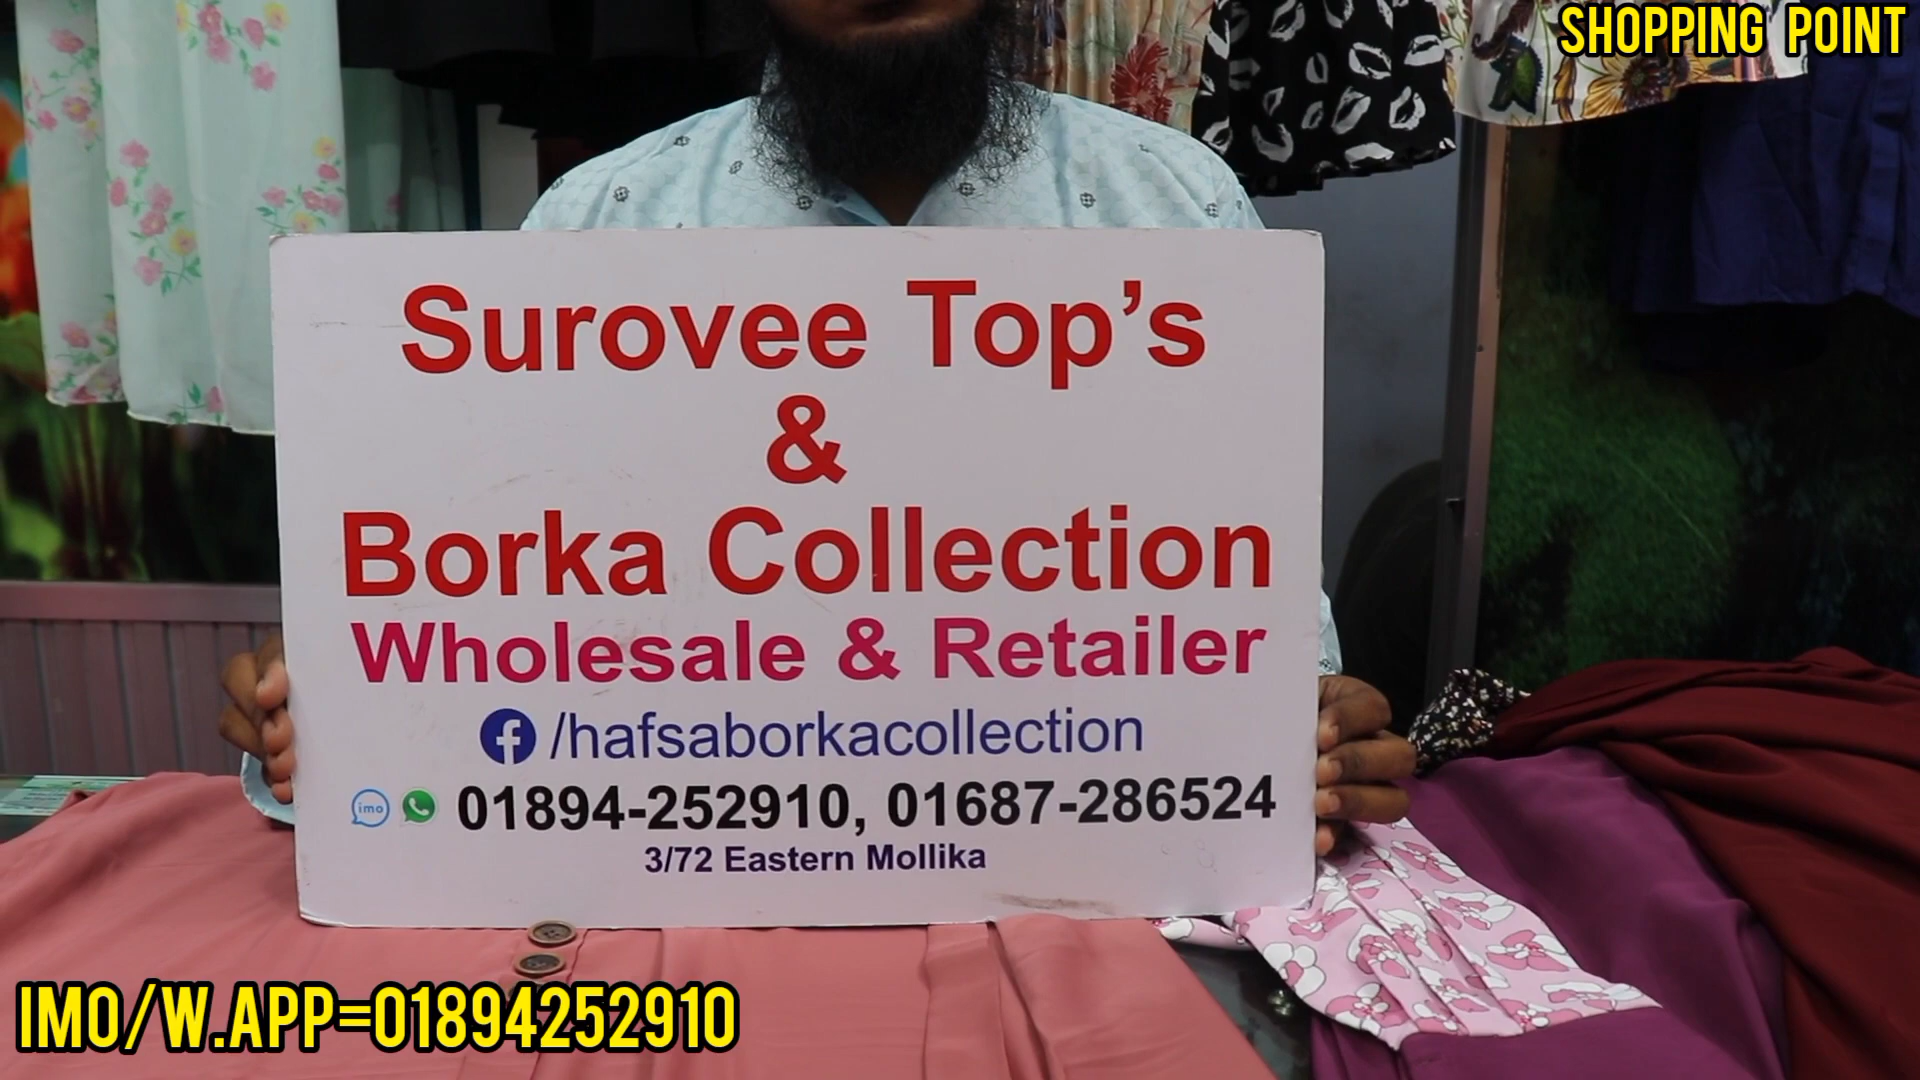 SHOPPING POINT
Surovee Top's
&
Borka Collection
Wholesale & Retailer
/hafsaborkacollection
imo 01894-252910, 01687-286524
3/72 Eastern Mollika
IMO/W.APP=01894252910